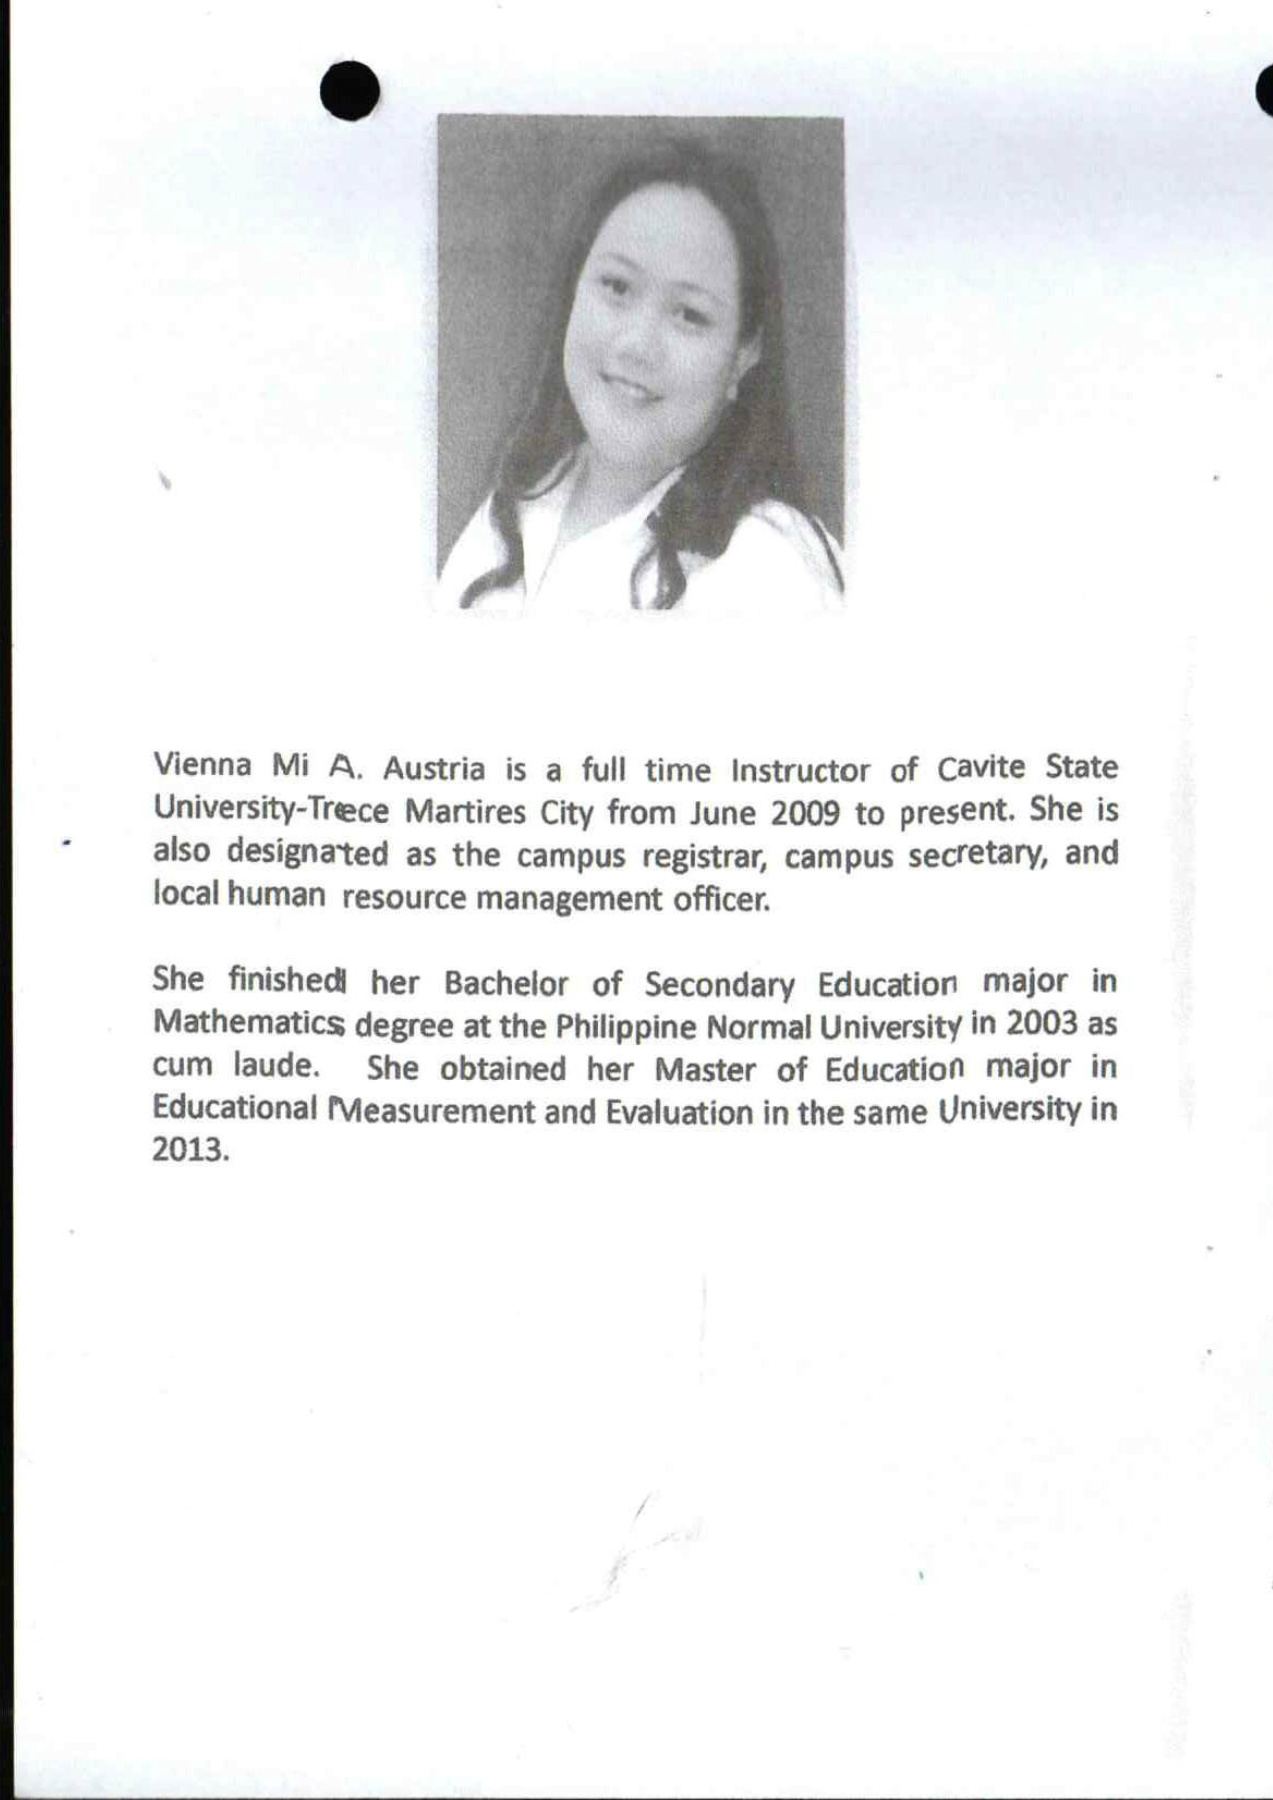 Vienna Mi A. Austria is a full time Instructor of Cavite State
University-Trece Martires City from June 2009 to present. She is
also designated as the campus registrar, campus secretary, and
local human resource management officer.
She finished her Bachelor of Secondary Education major in
Mathematics degree at the Philippine Normal University in 2003 as
cum laude. She obtained her Master of Education major in
Educational Measurement and Evaluation in the same University in
2013.